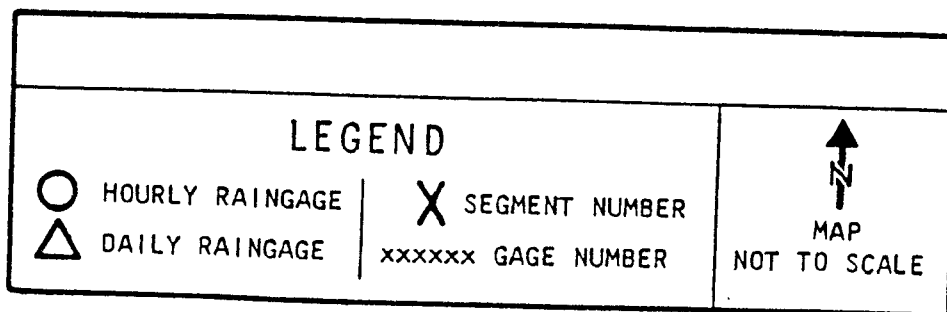 LEGEND
HOURLY RAINGAGE
DAILY RAINGAGE
X SEGMENT NUMBER
xxxxxx GAGE NUMBER
N
MAP
NOT TO SCALE